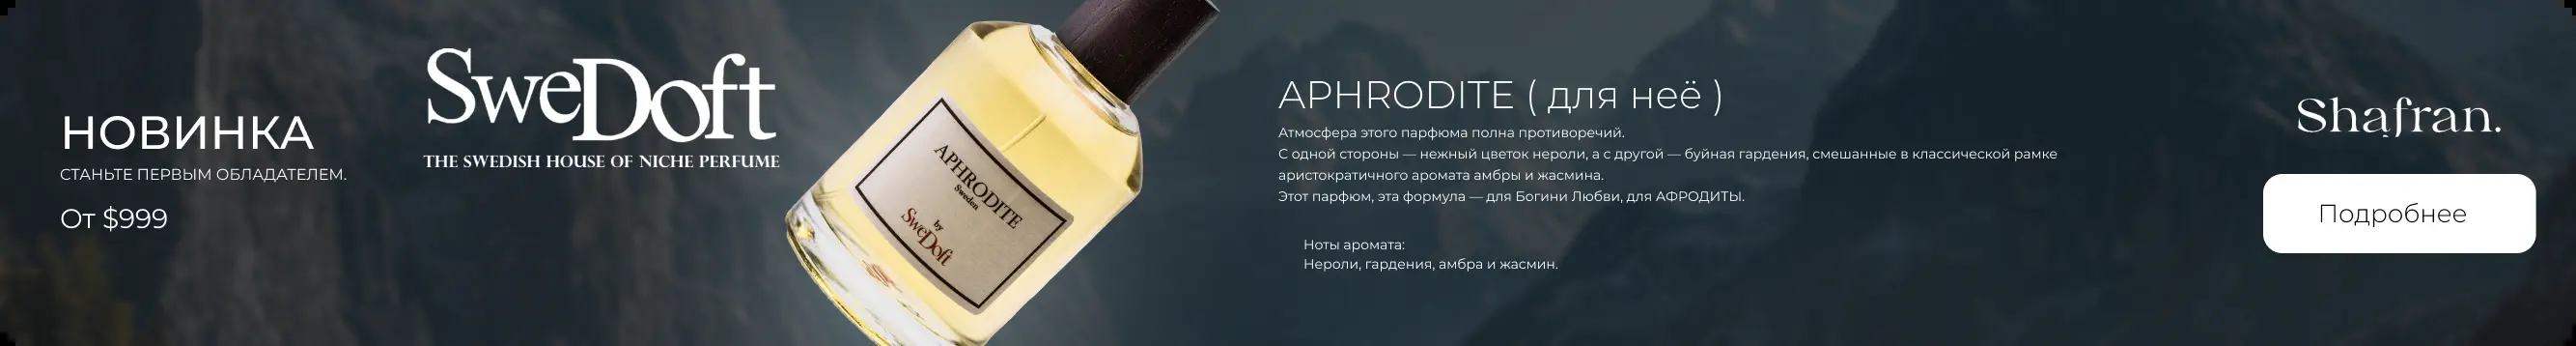 НОВИНКА
СТАНЬТЕ ПЕРВЫМ ОБЛАДАТЕЛЕМ.
От $999
SweDoft
THE SWEDISH HOUSE OF NICHE PERFUME
APHRODITE
Sweden
by
SweDoft
APHRODITE ( для неё )
Атмосфера этого парфюма полна противоречий.
С одной стороны — нежный цветок нероли, а с другой — буйная гардения, смешанные в классической рамке
аристократичного аромата амбры и жасмина.
Этот парфюм, эта формула — для Богини Любви, для АФРОДИТЫ.
Ноты аромата:
Нероли, гардения, амбра и жасмин.
Shafran.
Подробнее